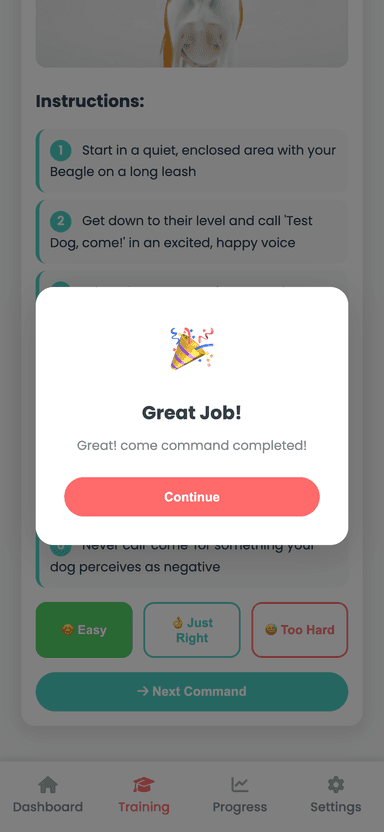 Instructions:
1 Start in a quiet, enclosed area with your
Beagle on a long leash
2 Get down to their level and call 'Test
Dog, come!' in an excited, happy voice
Great Job!
Great! come command completed!
Continue
Never call 'come' for something your
dog perceives as negative
Easy
Just
Right
Too Hard
→ Next Command
Dashboard
Training
Progress
Settings